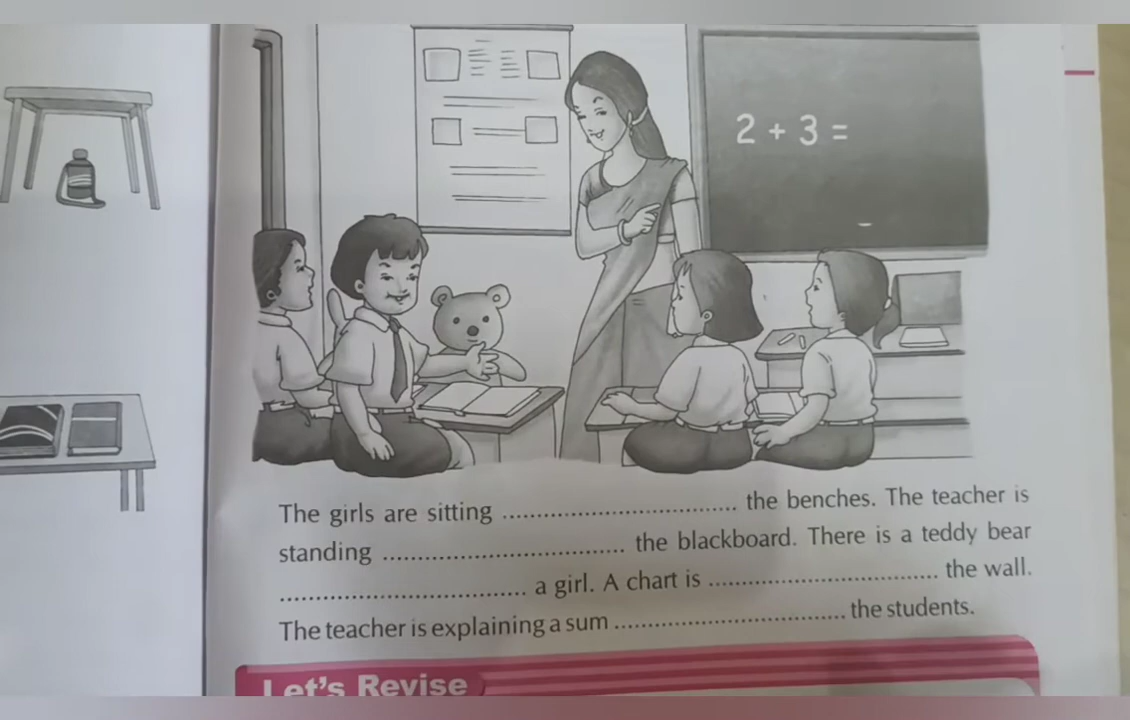 2 + 3 =
The girls are sitting ................................ the benches. The teacher is
standing ................................ the blackboard. There is a teddy bear
................................ a girl. A chart is ................................ the wall.
The teacher is explaining a sum ................................ the students.
Let's Revise